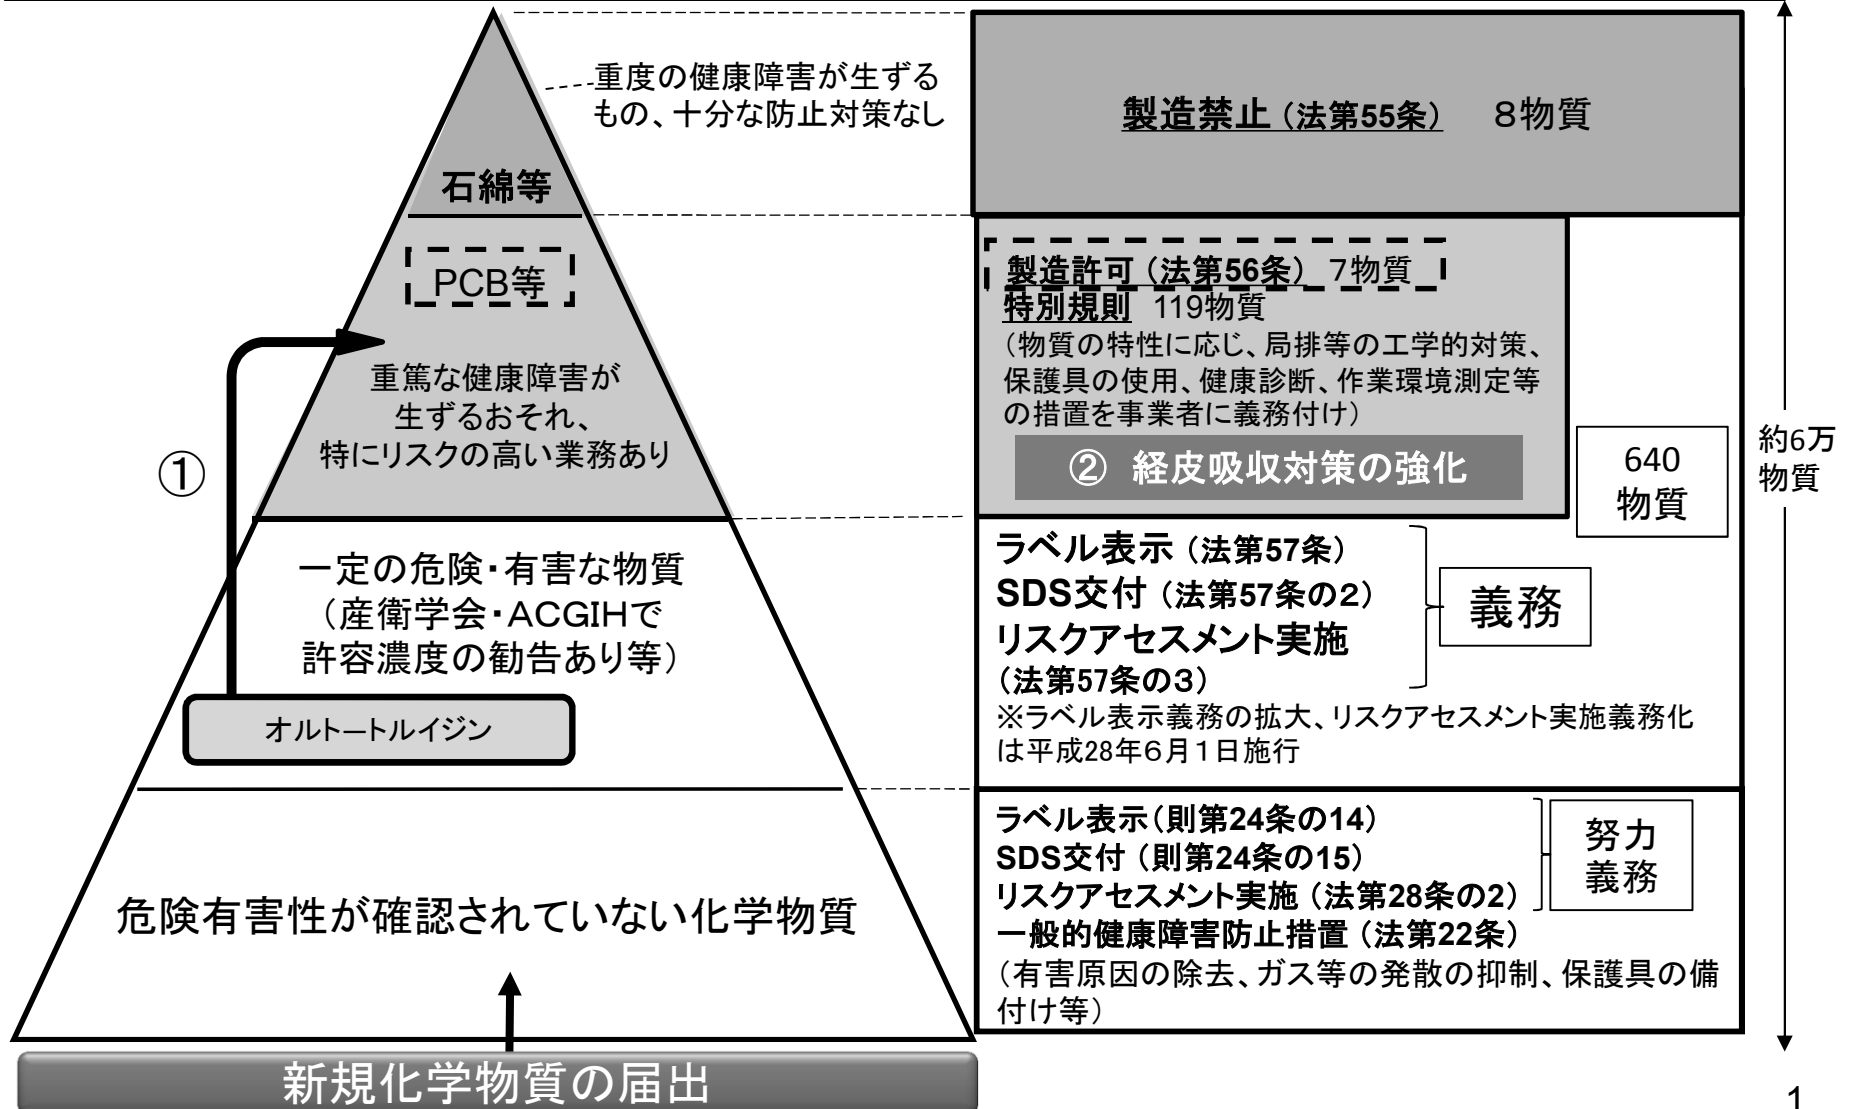 重度の健康障害が生ずる
もの、十分な防止対策なし
石綿等
PCB等
重篤な健康障害が
生ずるおそれ、
特にリスクの高い業務あり
①
一定の危険・有害な物質
（産衛学会・ACGIHで
許容濃度の勧告あり等）
オルトートルイジン
危険有害性が確認されていない化学物質
新規化学物質の届出
製造禁止（法第55条）　８物質
製造許可（法第56条）　７物質
特別規則　119物質
（物質の特性に応じ、局排等の工学的対策、
保護具の使用、健康診断、作業環境測定等
の措置を事業者に義務付け）
②　経皮吸収対策の強化
640
物質
ラベル表示（法第57条）
SDS交付（法第57条の２）
リスクアセスメント実施
（法第57条の３）
義務
※ラベル表示義務の拡大、リスクアセスメント実施義務化
は平成28年６月１日施行
ラベル表示（則第24条の14）
SDS交付（則第24条の15）
リスクアセスメント実施（法第28条の2）
努力
義務
一般的健康障害防止措置（法第22条）
（有害原因の除去、ガス等の発散の抑制、保護具の備
付け等）
約6万
物質
1